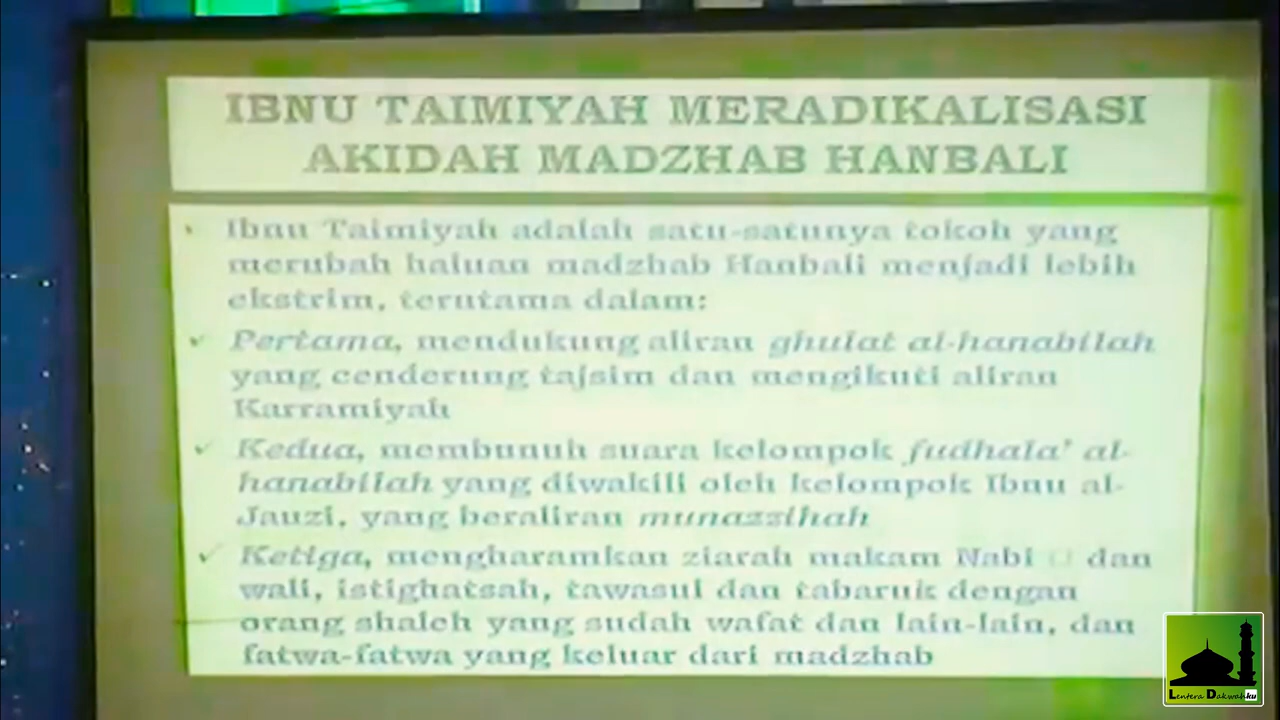 IBNU TAIMIYAH MERADIKALISASI
AKIDAH MADZHAB HANBALI
Ibnu Taimiyah adalah satu-satunya tokoh yang
merubah haluan madzhab Hanbali menjadi lebih
ekstrim, terutama dalam:
Pertama, mendukung aliran ghulat al-hanabilah
yang cenderung tajsim dan mengikuti aliran
Karramiyah
Kedua, membunuh suara kelompok fudhala' al-
hanabilah yang diwakili oleh kelompok Ibnu al-
Jauzi, yang beraliran munazzihah
Ketiga, mengharamkan ziarah makam Nabi dan
wali, istighatsah, tawasul dan tabaruk dengan
orang shaleh yang sudah wafat dan lain-lain, dan
fatwa-fatwa yang keluar dari madzhab
Lentera Dakwahku